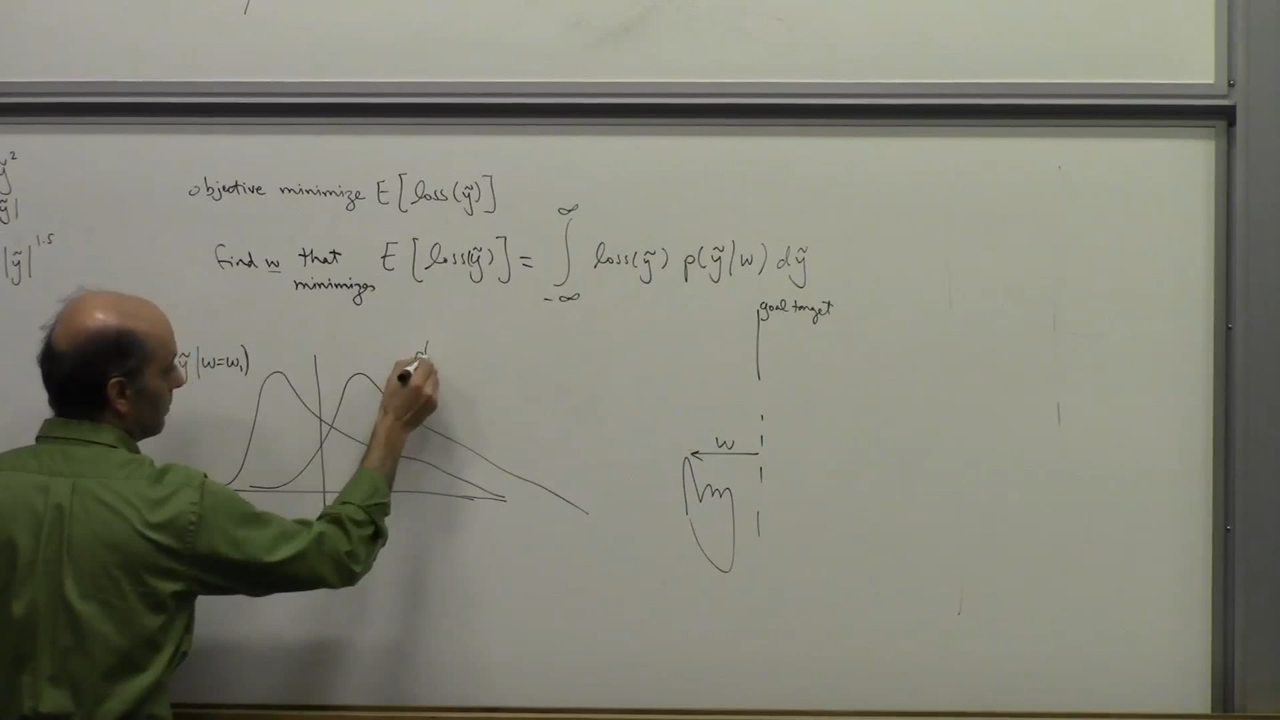 ỹ²
ỹ|
|ỹ|^1.5
objective minimize E[loss(ỹ)]
find w that minimizes E[loss(ỹ)] = ∫_{-∞}^{∞} loss(ỹ) p(ỹ|w) dỹ
goal target
ỹ|w=w₁)
w